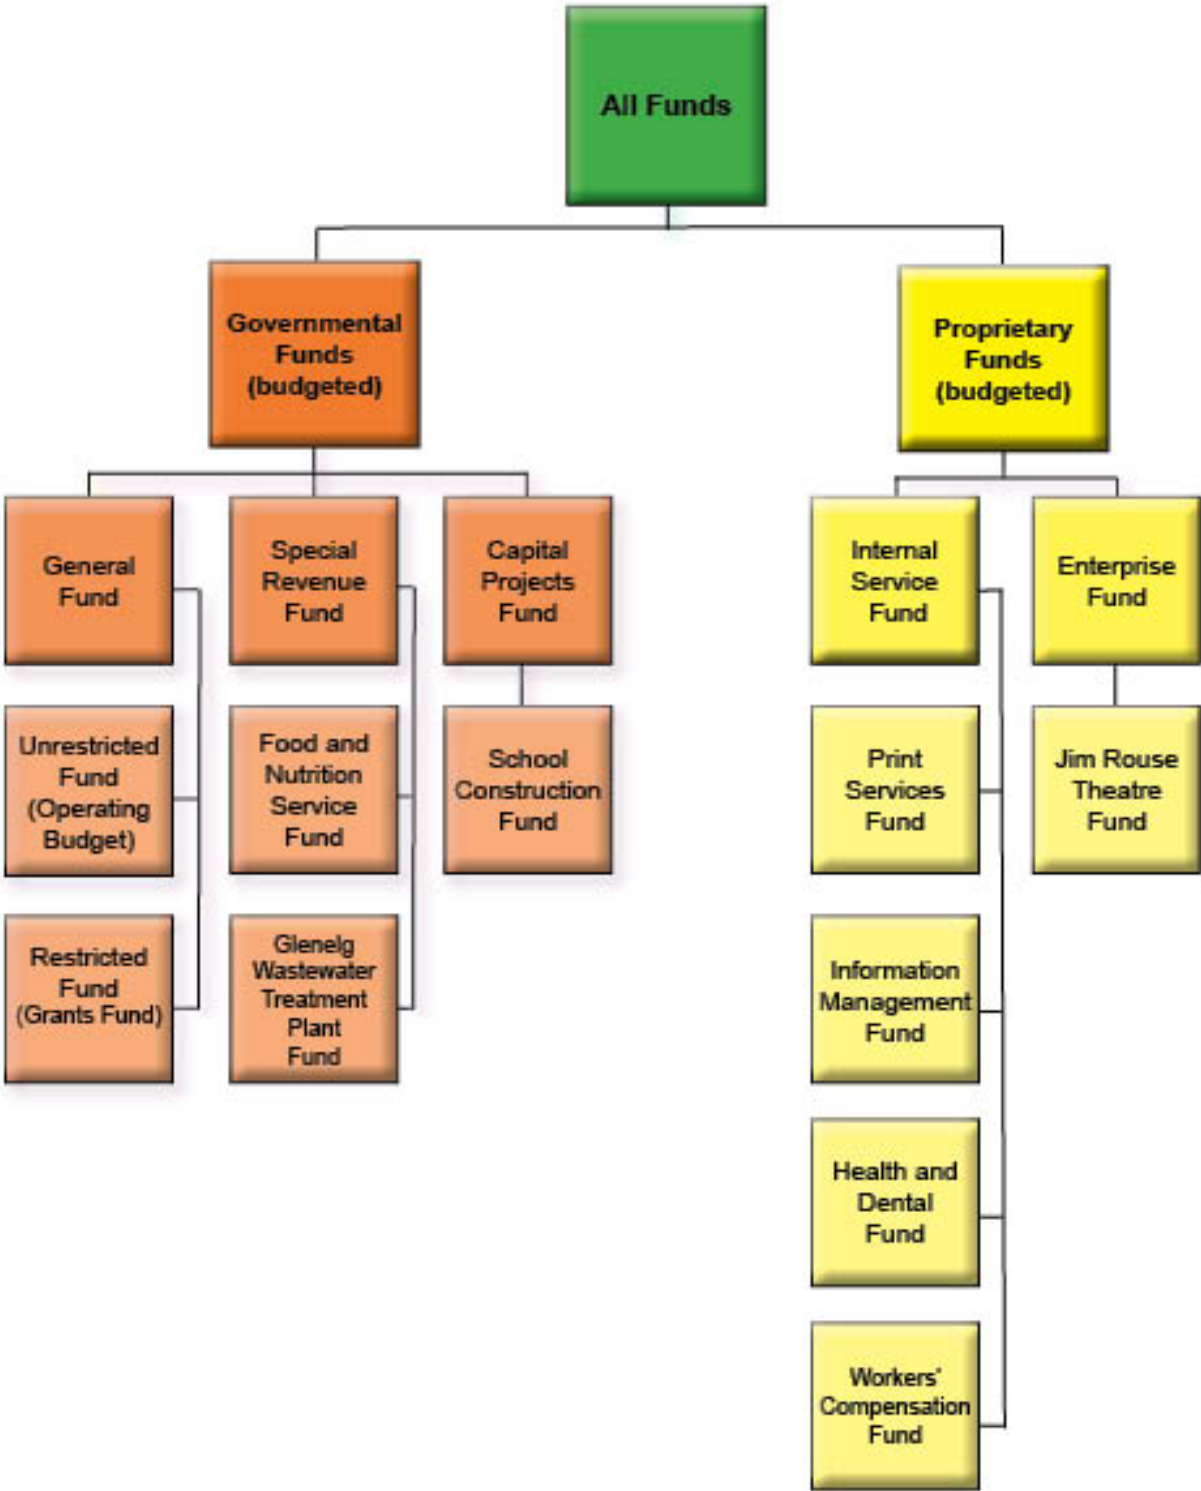 All Funds
Governmental
Funds
(budgeted)
Proprietary
Funds
(budgeted)
General
Fund
Special
Revenue
Fund
Capital
Projects
Fund
Internal
Service
Fund
Enterprise
Fund
Unrestricted
Fund
(Operating
Budget)
Food and
Nutrition
Service
Fund
School
Construction
Fund
Print
Services
Fund
Jim Rouse
Theatre
Fund
Restricted
Fund
(Grants Fund)
Glenelg
Wastewater
Treatment
Plant
Fund
Information
Management
Fund
Health and
Dental
Fund
Workers'
Compensation
Fund